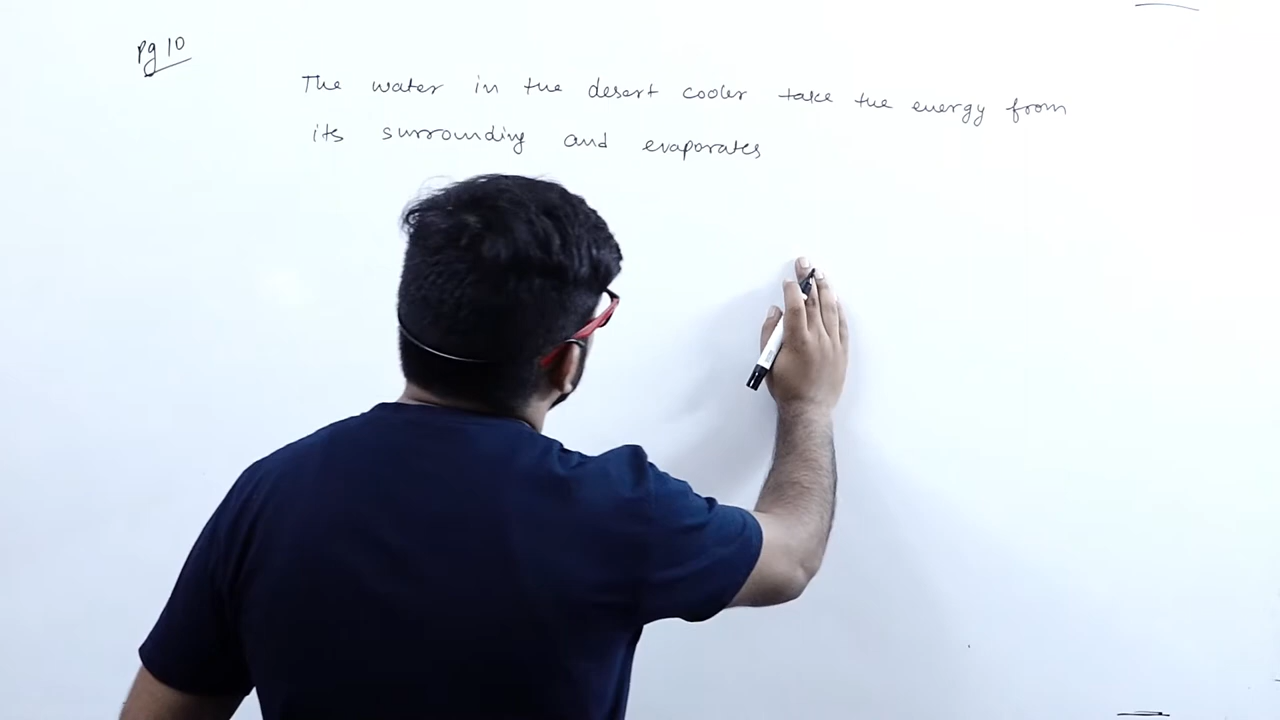 Pg 10
The water in the desert cooler take the energy from
its surrounding and evaporates